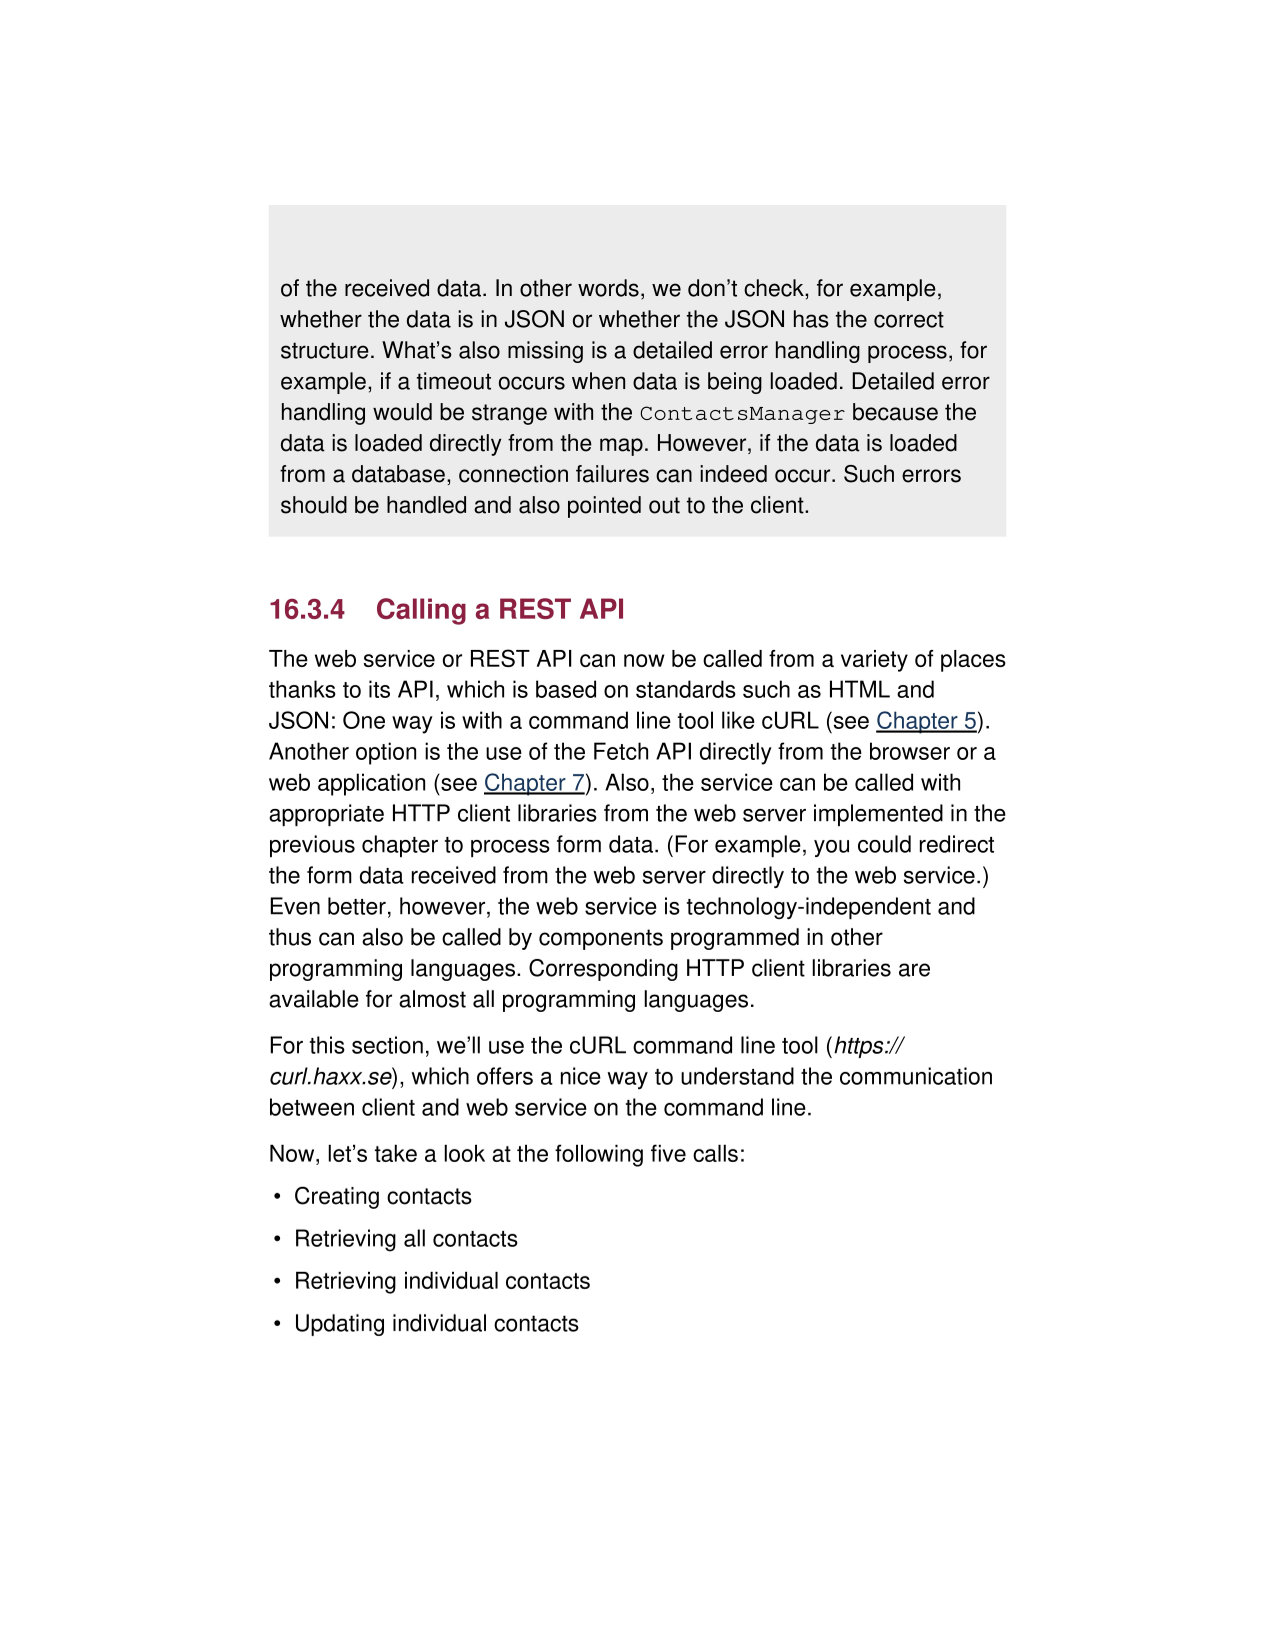 of the received data. In other words, we don’t check, for example,
whether the data is in JSON or whether the JSON has the correct
structure. What’s also missing is a detailed error handling process, for
example, if a timeout occurs when data is being loaded. Detailed error
handling would be strange with the ContactsManager because the
data is loaded directly from the map. However, if the data is loaded
from a database, connection failures can indeed occur. Such errors
should be handled and also pointed out to the client.
16.3.4 Calling a REST API
The web service or REST API can now be called from a variety of places
thanks to its API, which is based on standards such as HTML and
JSON: One way is with a command line tool like cURL (see Chapter 5).
Another option is the use of the Fetch API directly from the browser or a
web application (see Chapter 7). Also, the service can be called with
appropriate HTTP client libraries from the web server implemented in the
previous chapter to process form data. (For example, you could redirect
the form data received from the web server directly to the web service.)
Even better, however, the web service is technology-independent and
thus can also be called by components programmed in other
programming languages. Corresponding HTTP client libraries are
available for almost all programming languages.
For this section, we’ll use the cURL command line tool (https://
curl.haxx.se), which offers a nice way to understand the communication
between client and web service on the command line.
Now, let’s take a look at the following five calls:
• Creating contacts
• Retrieving all contacts
• Retrieving individual contacts
• Updating individual contacts